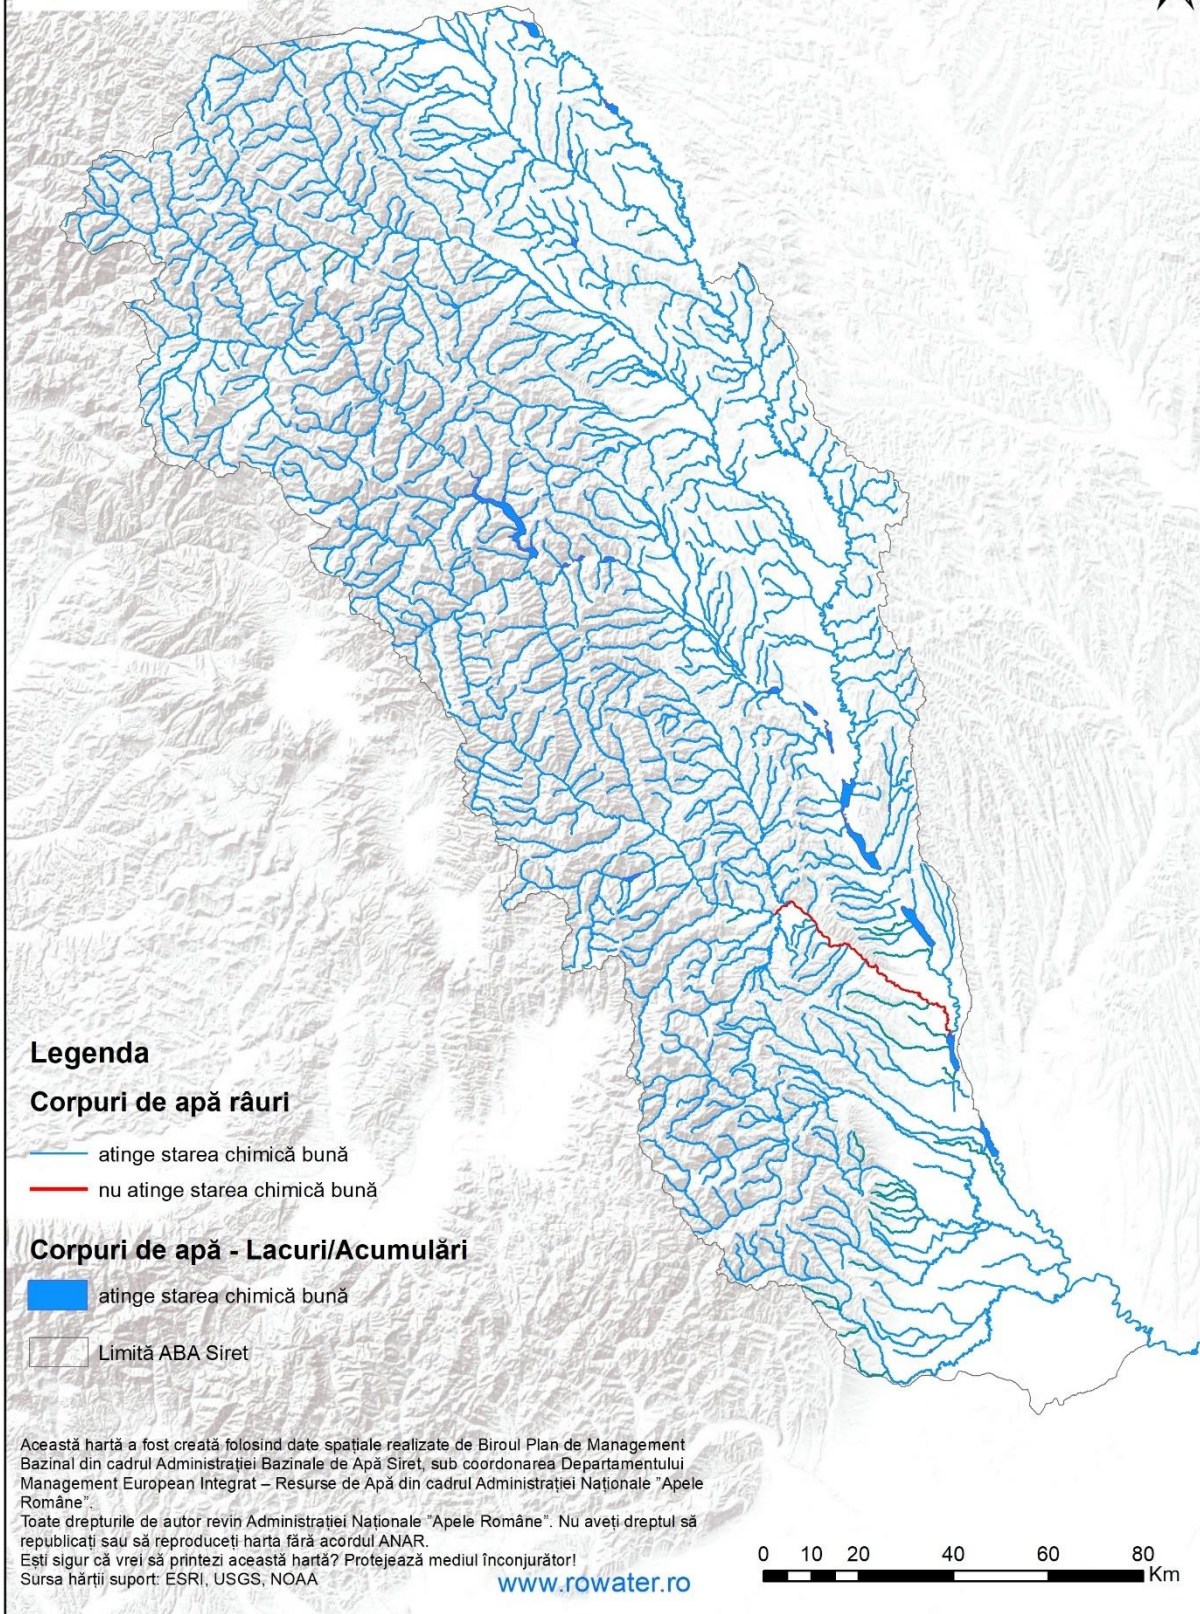 Legenda
Corpuri de apă râuri
atinge starea chimică bună
nu atinge starea chimică bună
Corpuri de apă - Lacuri/Acumulări
atinge starea chimică bună
Limită ABA Siret
Această hartă a fost creată folosind date spațiale realizate de Biroul Plan de Management
Bazinal din cadrul Administrației Bazinale de Apă Siret, sub coordonarea Departamentului
Management European Integrat – Resurse de Apă din cadrul Administrației Naționale "Apele
Române".
Toate drepturile de autor revin Administrației Naționale "Apele Române". Nu aveți dreptul să
republicați sau să reproduceți harta fără acordul ANAR.
Ești sigur că vrei să printezi această hartă? Protejează mediul înconjurător!
Sursa hărții suport: ESRI, USGS, NOAA
www.rowater.ro
0 10 20 40 60 80
Km